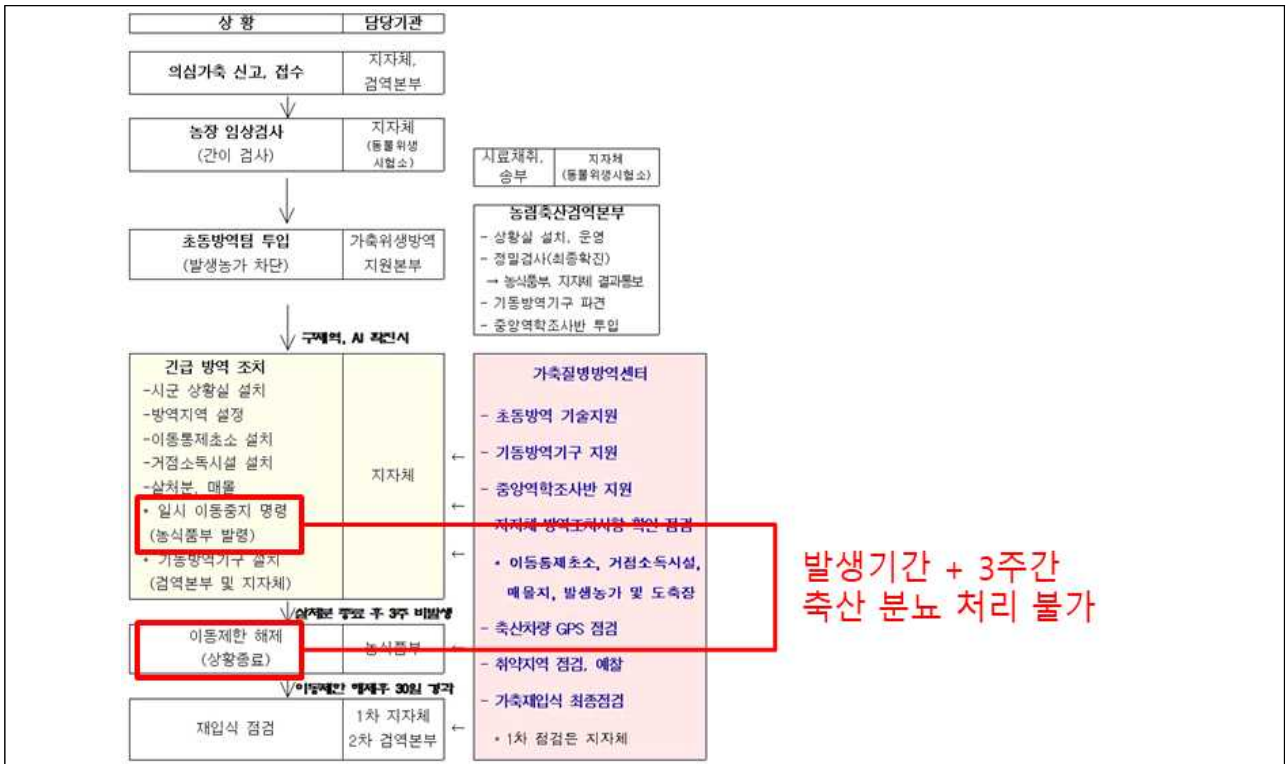 상 황 담당기관
의심가축 신고, 접수
지자체,
검역본부
농장 임상검사
(간이 검사)
지자체
(동물위생
시험소)
시료채취,
송부
지자체
(동물위생시험소)
농림축산검역본부
- 상황실 설치, 운영
- 정밀검사(최종확진)
→ 농식품부, 지자체 결과통보
- 기동방역기구 파견
- 중앙역학조사반 투입
초동방역팀 투입
(발생농가 차단)
가축위생방역
지원본부
구제역, AI 확진시
긴급 방역 조치
-시군 상황실 설치
-방역지역 설정
-이동통제초소 설치
-거점소독시설 설치
-살처분, 매몰
• 일시 이동중지 명령
(농식품부 발령)
• 기동방역기구 설치
(검역본부 및 지자체)
지자체
←
←
←
가축질병방역센터
- 초동방역 기술지원
- 기동방역기구 지원
- 중앙역학조사반 지원
- 지자체 방역조치사항 확인 점검
• 이동통제초소, 거점소독시설,
매몰지, 발생농가 및 도축장
- 축산차량 GPS 점검
- 취약지역 점검, 예찰
- 가축재입식 최종점검
• 1차 점검은 지자체
발생기간 + 3주간
축산 분뇨 처리 불가
살처분 종료 후 3주 비발생
이동제한 해제
(상황종료)
농식품부
←
이동제한 해제후 30일 경과
재입식 점검
1차 지자체
2차 검역본부
←